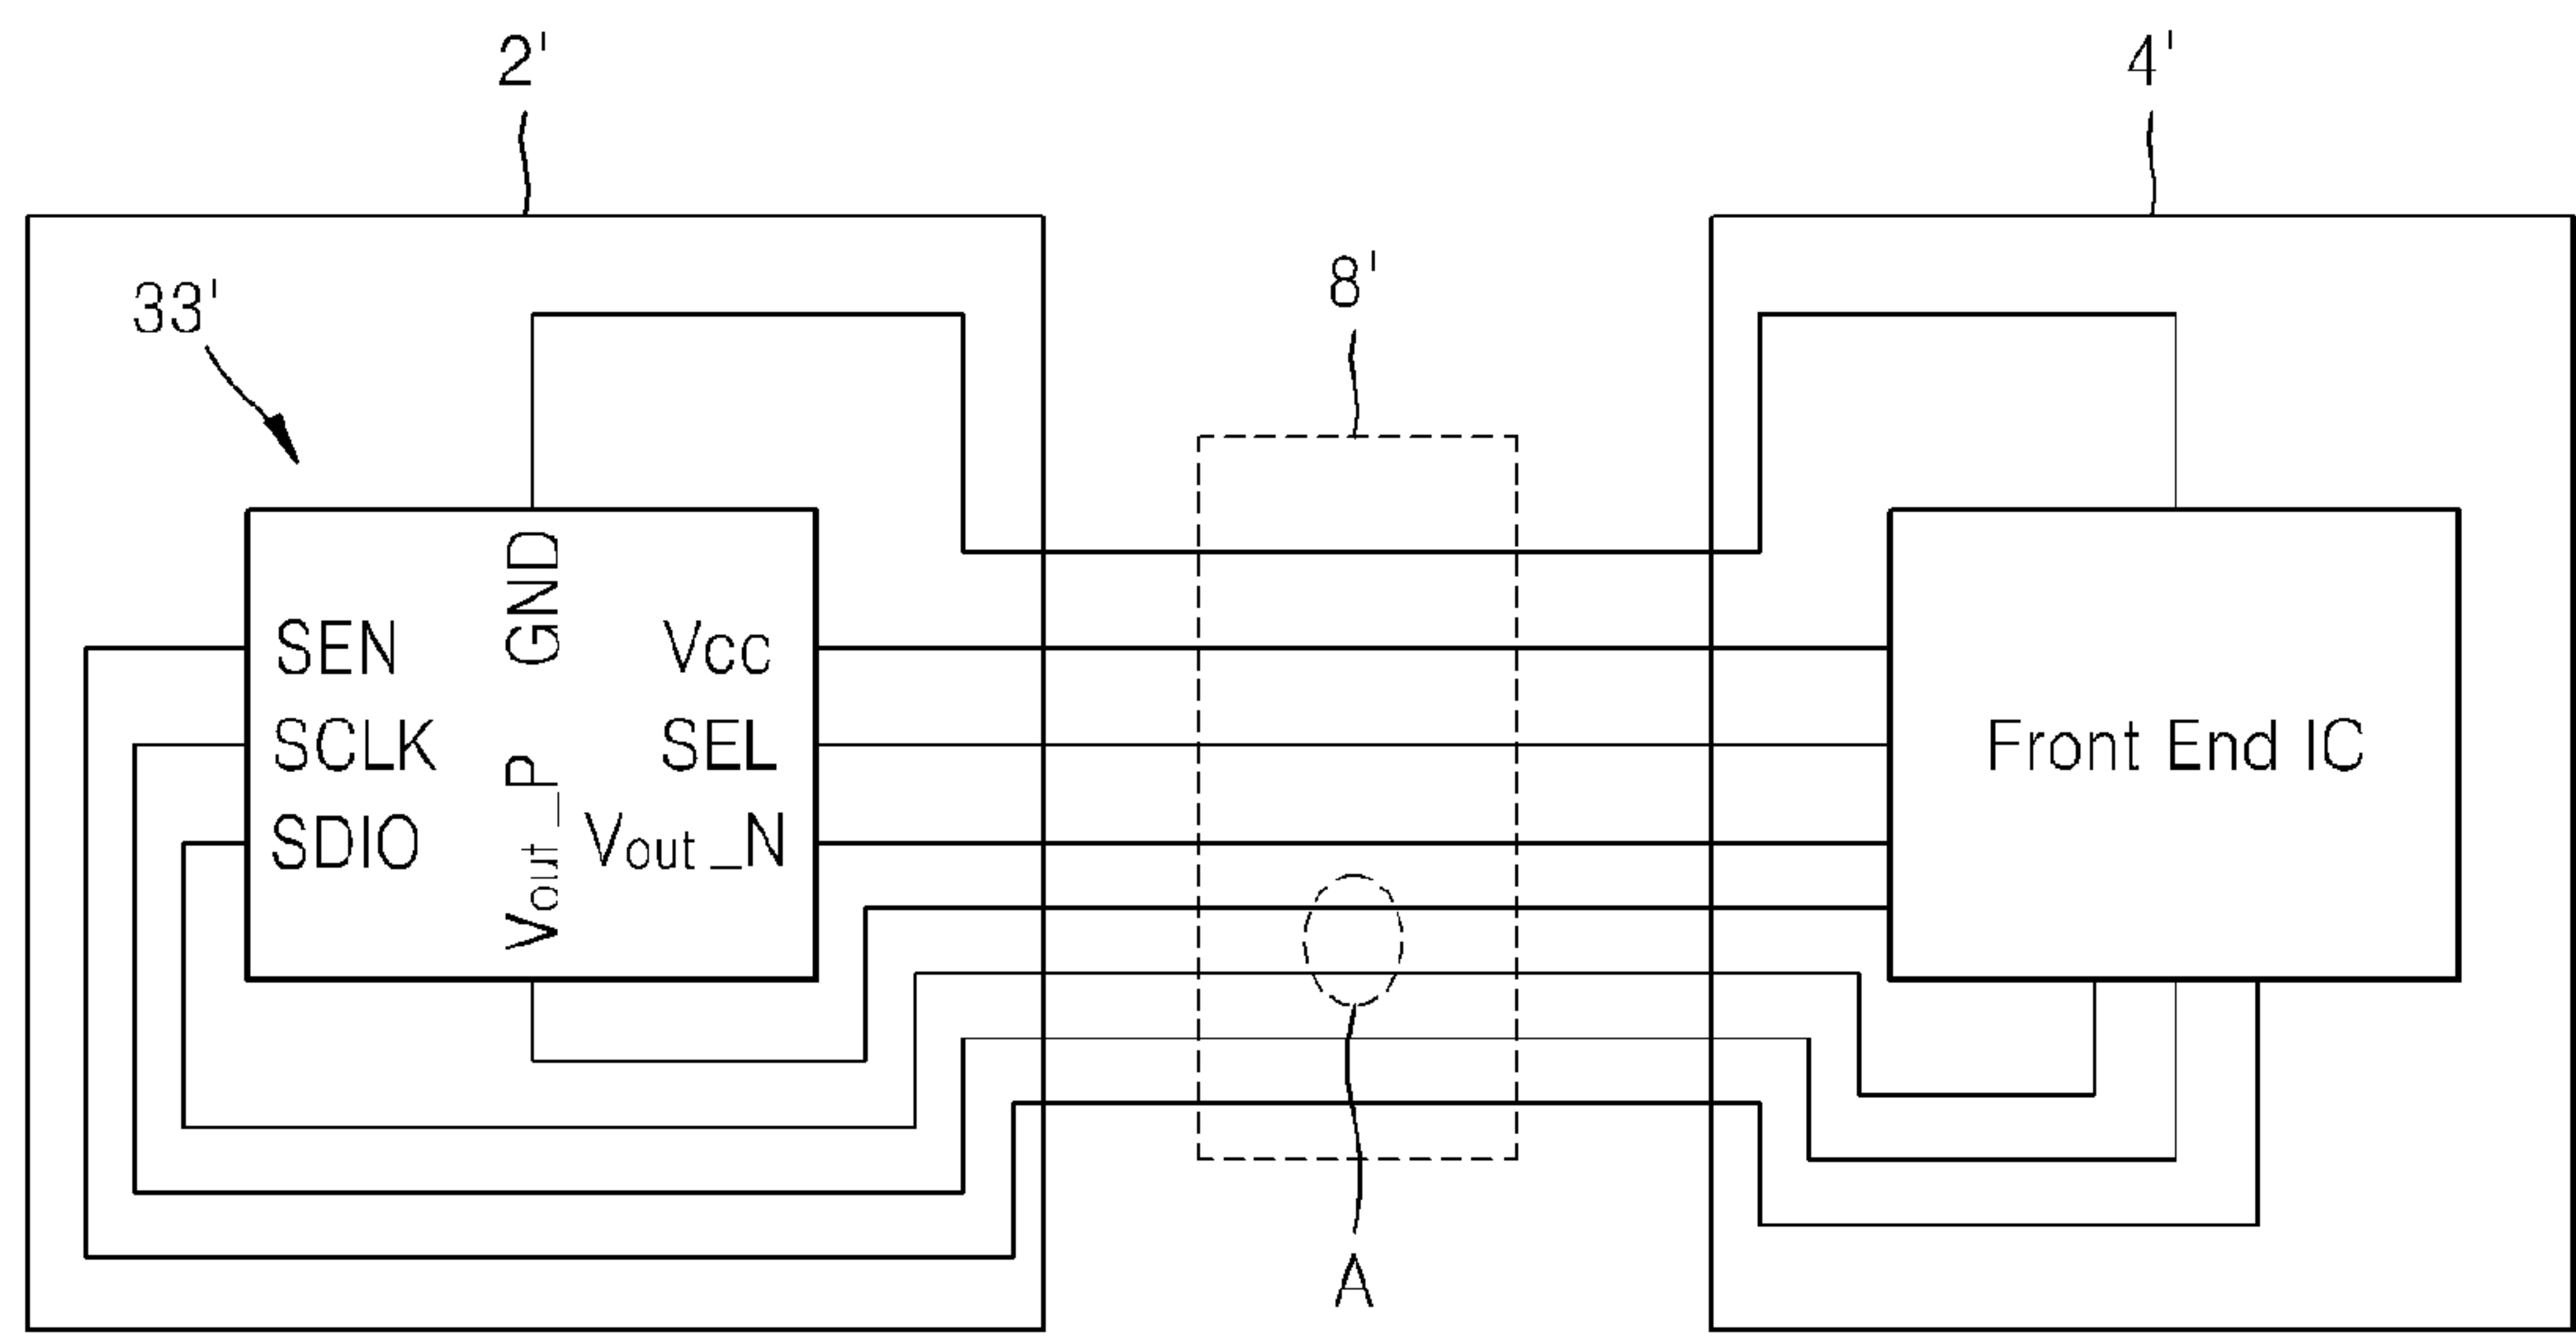 2'
4'
8'
33'
GND
SEN
Vcc
SCLK
SEL
Front End IC
Vout_P
SDIO
Vout_N
A